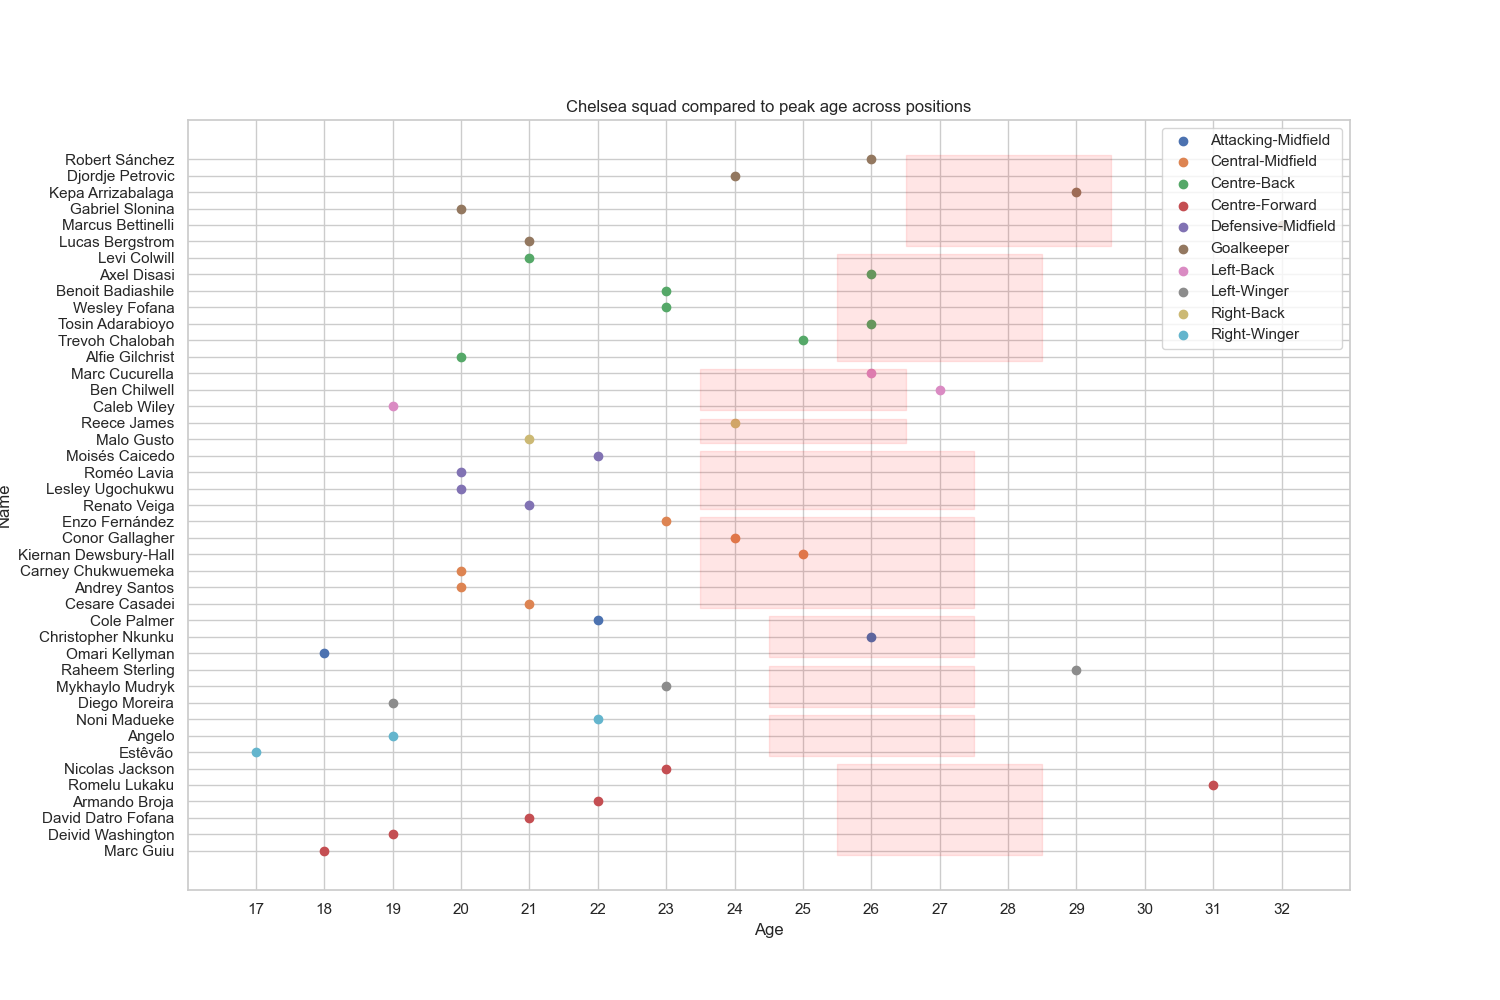 Chelsea squad compared to peak age across positions
Robert Sánchez
Djordje Petrovic
Kepa Arrizabalaga
Gabriel Slonina
Marcus Bettinelli
Lucas Bergstrom
Levi Colwill
Axel Disasi
Benoit Badiashile
Wesley Fofana
Tosin Adarabioyo
Trevoh Chalobah
Alfie Gilchrist
Marc Cucurella
Ben Chilwell
Caleb Wiley
Reece James
Malo Gusto
Moisés Caicedo
Roméo Lavia
Lesley Ugochukwu
Renato Veiga
Enzo Fernández
Conor Gallagher
Kiernan Dewsbury-Hall
Carney Chukwuemeka
Andrey Santos
Cesare Casadei
Cole Palmer
Christopher Nkunku
Omari Kellyman
Raheem Sterling
Mykhaylo Mudryk
Diego Moreira
Noni Madueke
Angelo
Estêvão
Nicolas Jackson
Romelu Lukaku
Armando Broja
David Datro Fofana
Deivid Washington
Marc Guiu
Name
Attacking-Midfield
Central-Midfield
Centre-Back
Centre-Forward
Defensive-Midfield
Goalkeeper
Left-Back
Left-Winger
Right-Back
Right-Winger
17 18 19 20 21 22 23 24 25 26 27 28 29 30 31 32
Age